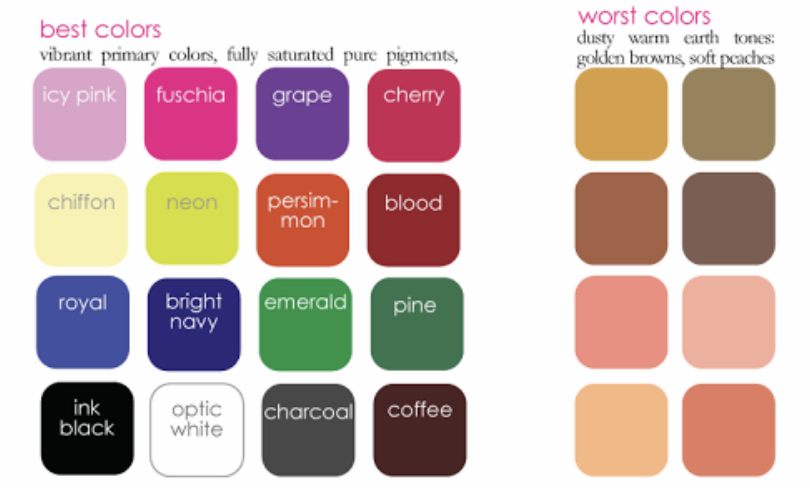 best colors
vibrant primary colors, fully saturated pure pigments,
icy pink
fuschia
grape
cherry
chiffon
neon
persim-
mon
blood
royal
bright
navy
emerald
pine
ink
black
optic
white
charcoal
coffee
worst colors
dusty warm earth tones:
golden browns, soft peaches